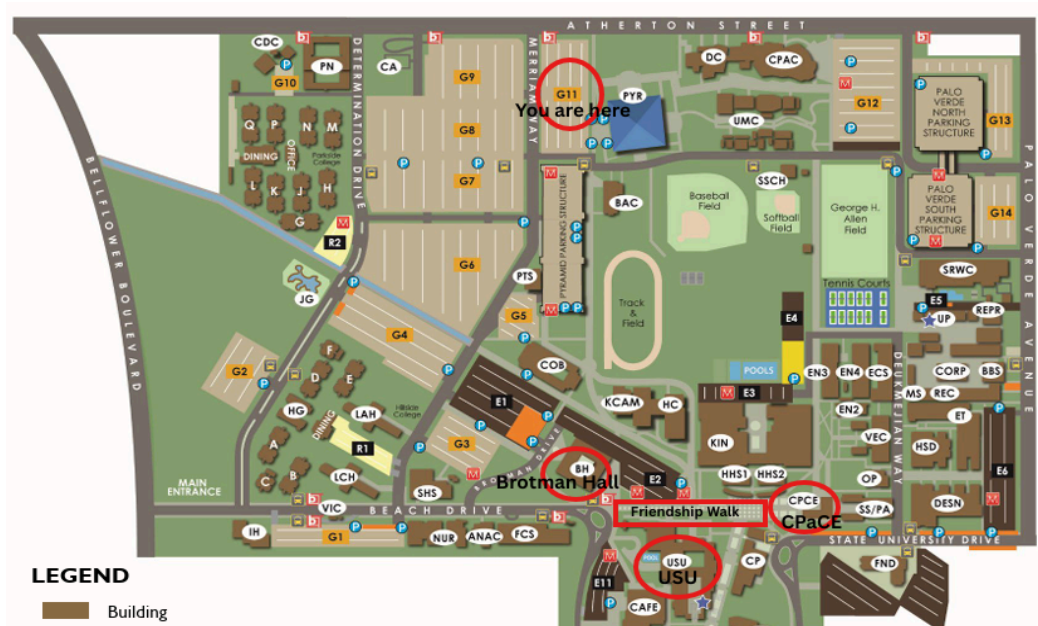 ATHERTON STREET
CDC
PN
CA
G10
DETERMINATION DRIVE
G9
MERRIAM WAY
G11
You are here
PYR
DC
CPAC
UMC
G12
PALO
VERDE
NORTH
PARKING
STRUCTURE
G13
Q
P
N
M
DINING
OFFICE
Parkside
College
L
K
J
H
G
G8
G7
BELLFLOWER BOULEVARD
PALO VERDE AVENUE
R2
G6
PYRAMID PARKING STRUCTURE
BAC
Baseball
Field
SSCH
Softball
Field
George H.
Allen
Field
PALO
VERDE
SOUTH
PARKING
STRUCTURE
G14
JG
PTS
Track
&
Field
Tennis Courts
SRWC
E5
UP
REPR
G4
G5
E4
G2
F
D
E
COB
POOLS
EN3
EN4
ECS
DEUKMEJIAN WAY
CORP
BBS
MS
REC
HG
DINING
LAH
Hillside
College
E1
KCAM
HC
E3
EN2
ET
A
R1
G3
KIN
VEC
HSD
E6
B
C
LCH
SHS
BROTMAN DRIVE
BH
Brotman Hall
E2
HHS1
HHS2
OP
MAIN
ENTRANCE
VIC
BEACH DRIVE
Friendship Walk
CPCE
CPaCE
SS/PA
DESN
IH
G1
NUR
ANAC
FCS
STATE UNIVERSITY DRIVE
POOL
USU
USU
CP
FND
E11
CAFE
LEGEND
Building